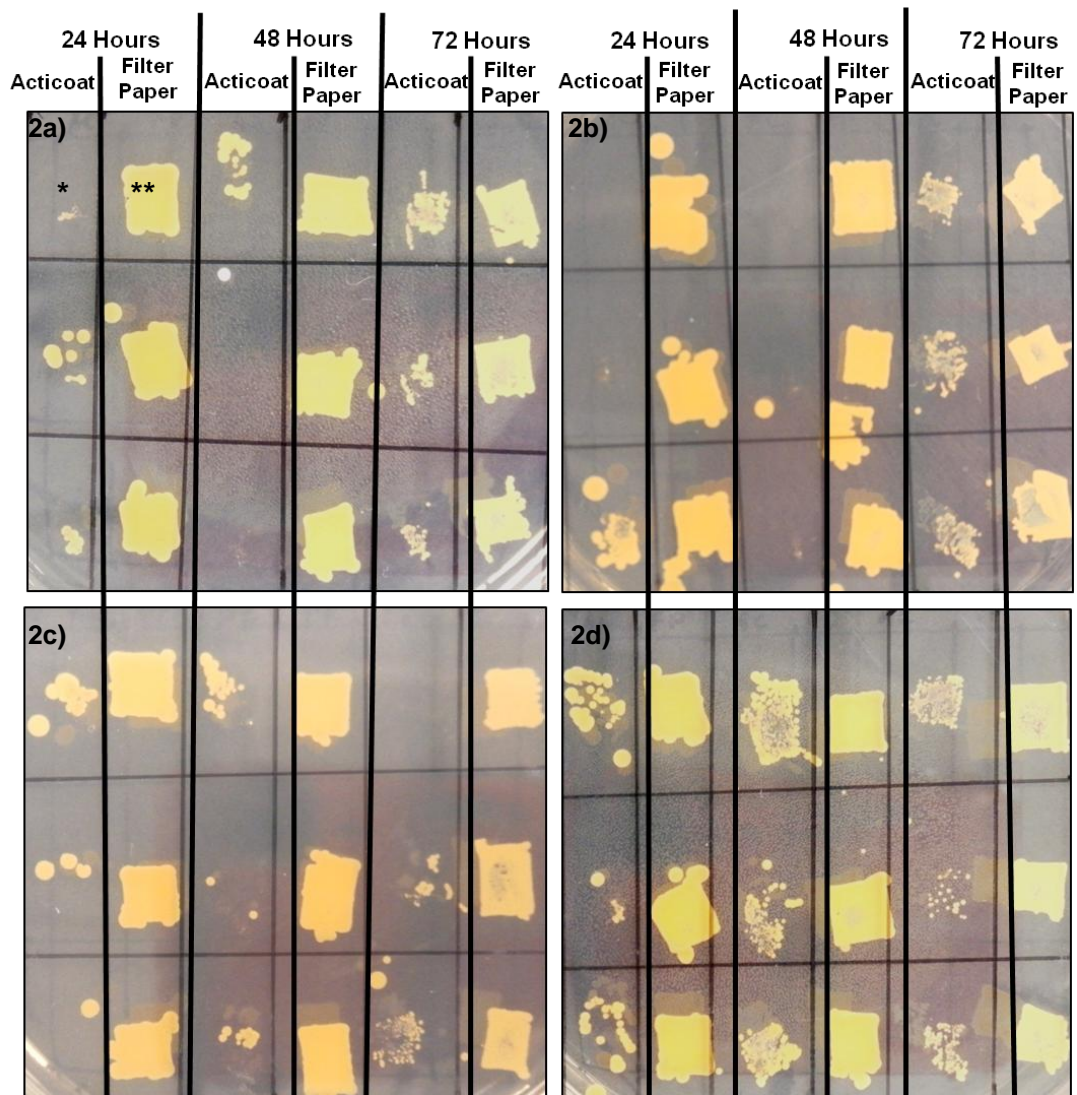 24 Hours 48 Hours 72 Hours 24 Hours 48 Hours 72 Hours
Acticoat Filter Paper Acticoat Filter Paper Acticoat Filter Paper Acticoat Filter Paper Acticoat Filter Paper Acticoat Filter Paper
2a) 2b)
* **
2c) 2d)